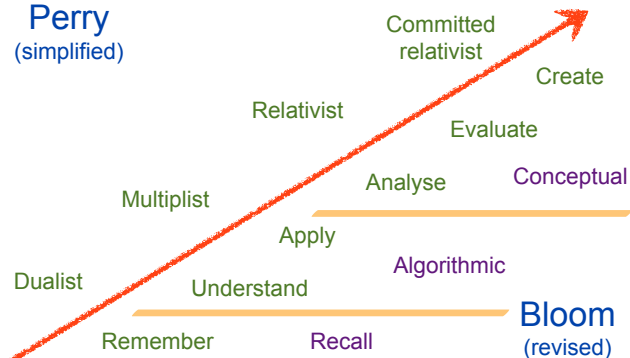 Perry
(simplified)
Committed
relativist
Create
Relativist
Evaluate
Analyse
Conceptual
Multiplist
Apply
Algorithmic
Dualist
Understand
Bloom
(revised)
Remember
Recall